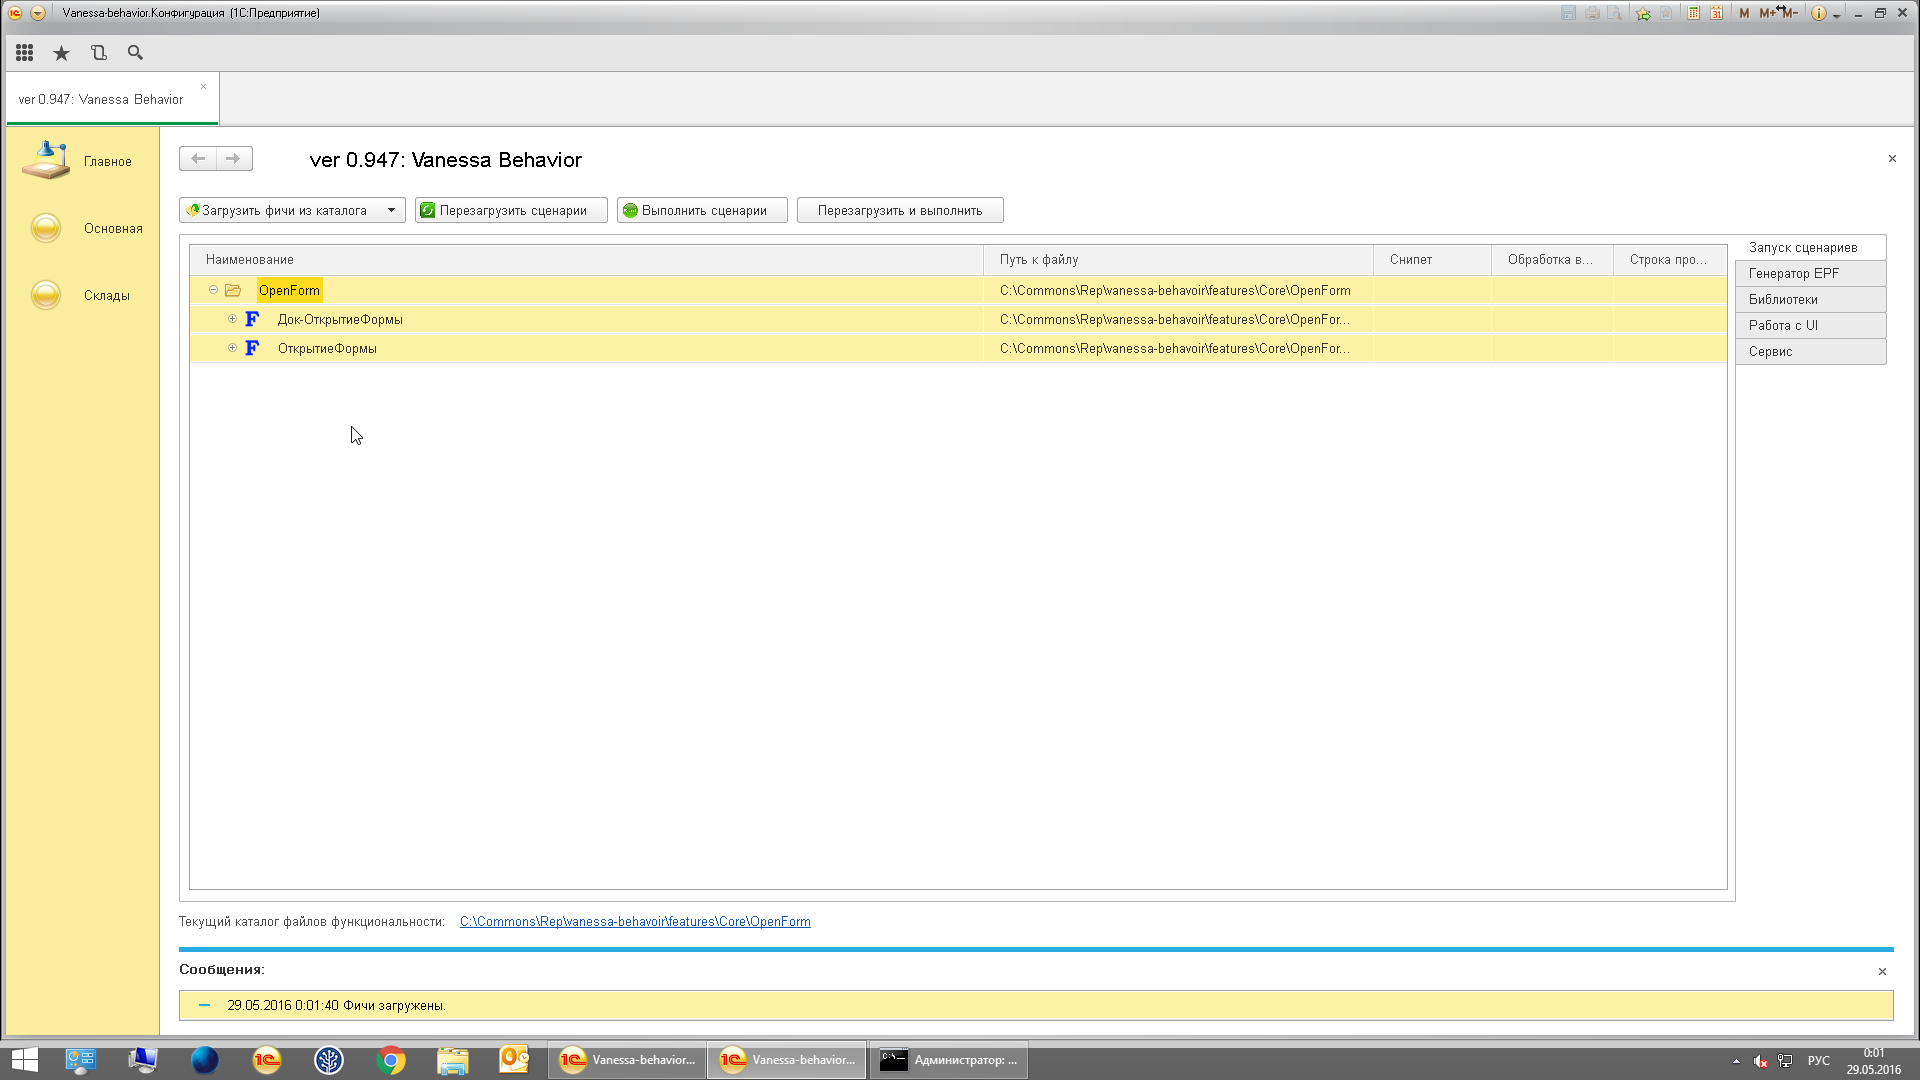 Vanessa-behavior.Конфигурация (1С:Предприятие)
M M+ M-
ver 0.947: Vanessa Behavior
Главное
Основная
Склады
ver 0.947: Vanessa Behavior
Загрузить фичи из каталога Перезагрузить сценарии Выполнить сценарии Перезагрузить и выполнить
Наименование Путь к файлу Снипет Обработка в... Строка про...
OpenForm C:\Commons\Rep\vanessa-behavoir\features\Core\OpenForm
F Док-ОткрытиеФормы C:\Commons\Rep\vanessa-behavoir\features\Core\OpenFor...
F ОткрытиеФормы C:\Commons\Rep\vanessa-behavoir\features\Core\OpenFor...
Запуск сценариев
Генератор EPF
Библиотеки
Работа с UI
Сервис
Текущий каталог файлов функциональности: C:\Commons\Rep\vanessa-behavoir\features\Core\OpenForm
Сообщения:
29.05.2016 0:01:40 Фичи загружены.
Vanessa-behavior... Vanessa-behavior... Администратор: ... РУС 0:01
29.05.2016